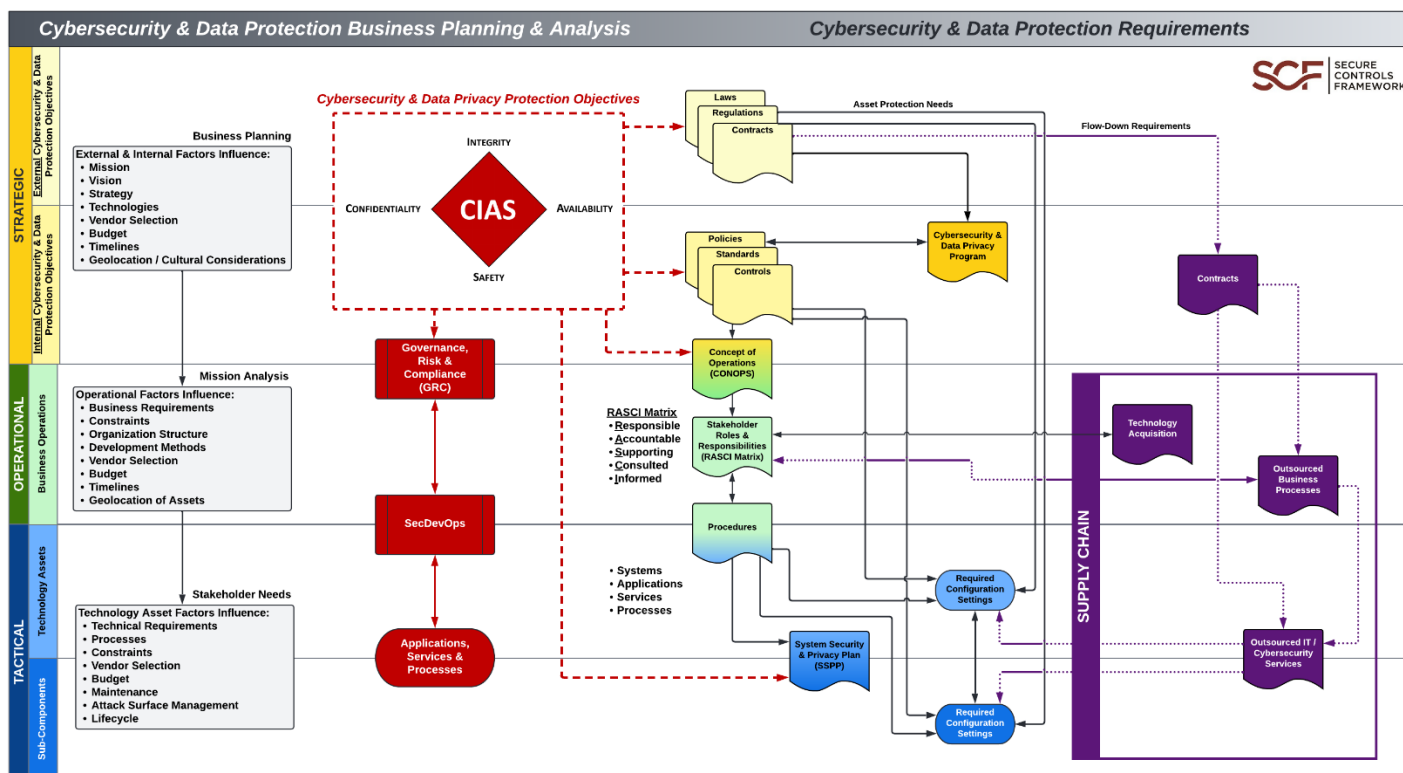 Cybersecurity & Data Protection Business Planning & Analysis
Cybersecurity & Data Protection Requirements
SCF
SECURE
CONTROLS
FRAMEWORK
STRATEGIC
External Cybersecurity & Data
Protection Objectives
Internal Cybersecurity & Data
Protection Objectives
OPERATIONAL
Business Operations
TACTICAL
Technology Assets
Sub-Components
Business Planning
External & Internal Factors Influence:
• Mission
• Vision
• Strategy
• Technologies
• Vendor Selection
• Budget
• Timelines
• Geolocation / Cultural Considerations
Mission Analysis
Operational Factors Influence:
• Business Requirements
• Constraints
• Organization Structure
• Development Methods
• Vendor Selection
• Budget
• Timelines
• Geolocation of Assets
Stakeholder Needs
Technology Asset Factors Influence:
• Technical Requirements
• Processes
• Constraints
• Vendor Selection
• Budget
• Maintenance
• Attack Surface Management
• Lifecycle
Cybersecurity & Data Privacy Protection Objectives
INTEGRITY
CONFIDENTIALITY
CIAS
AVAILABILITY
SAFETY
Governance,
Risk &
Compliance
(GRC)
SecDevOps
Applications,
Services &
Processes
Laws
Regulations
Contracts
Asset Protection Needs
Flow-Down Requirements
Policies
Standards
Controls
Cybersecurity &
Data Privacy
Program
Contracts
Concept of
Operations
(CONOPS)
RASCI Matrix
• Responsible
• Accountable
• Supporting
• Consulted
• Informed
Stakeholder
Roles &
Responsibilities
(RASCI Matrix)
Technology
Acquisition
Outsourced
Business
Processes
Procedures
• Systems
• Applications
• Services
• Processes
Required
Configuration
Settings
System Security
& Privacy Plan
(SSPP)
Required
Configuration
Settings
SUPPLY CHAIN
Outsourced IT /
Cybersecurity
Services